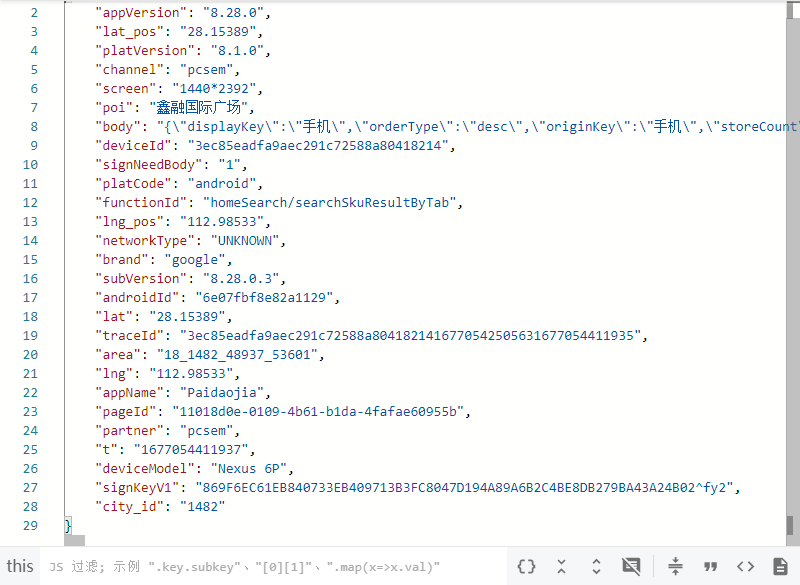 2 "appVersion": "8.28.0",
3 "lat_pos": "28.15389",
4 "platVersion": "8.1.0",
5 "channel": "pcsem",
6 "screen": "1440*2392",
7 "poi": "鑫融国际广场",
8 "body": "{\"displayKey\":\"手机\",\"orderType\":\"desc\",\"originKey\":\"手机\",\"storeCount\
9 "deviceId": "3ec85eadfa9aec291c72588a80418214",
10 "signNeedBody": "1",
11 "platCode": "android",
12 "functionId": "homeSearch/searchSkuResultByTab",
13 "lng_pos": "112.98533",
14 "networkType": "UNKNOWN",
15 "brand": "google",
16 "subVersion": "8.28.0.3",
17 "androidId": "6e07fbf8e82a1129",
18 "lat": "28.15389",
19 "traceId": "3ec85eadfa9aec291c72588a804182141677054250563​1677054411935",
20 "area": "18_1482_48937_53601",
21 "lng": "112.98533",
22 "appName": "Paidaojia",
23 "pageId": "11018d0e-0109-4b61-b1da-4fafae60955b",
24 "partner": "pcsem",
25 "t": "1677054411937",
26 "deviceModel": "Nexus 6P",
27 "signKeyV1": "869F6EC61EB840733EB409713B3FC8047D194A89A6B2C4BE8DB279BA43A24B02^fy2",
28 "city_id": "1482"
29 }
this JS 过滤; 示例 ".key.subkey"、"[0][1]"、".map(x=>x.val)"